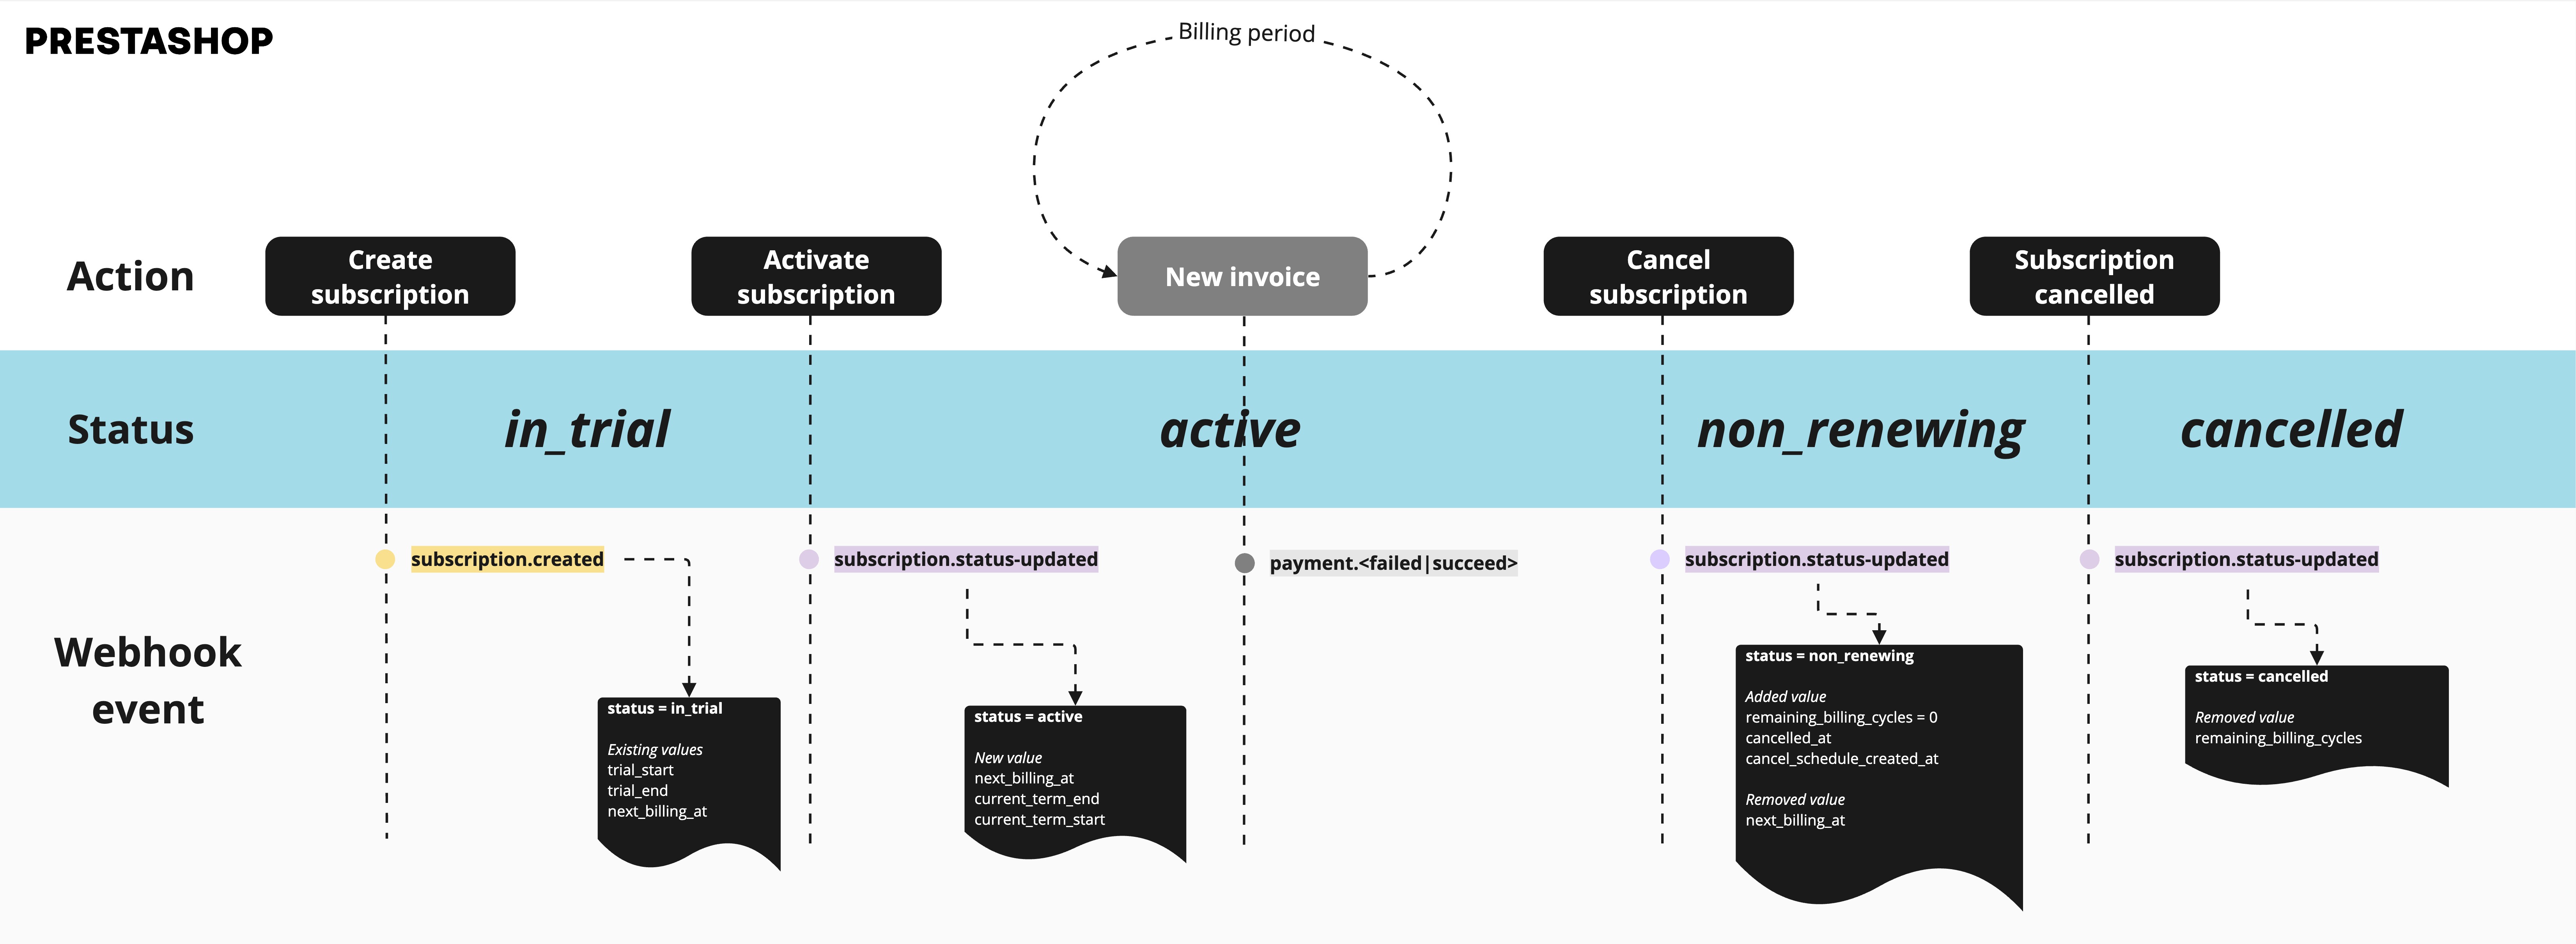 PRESTASHOP
Billing period
Action
Create
subscription
Activate
subscription
New invoice
Cancel
subscription
Subscription
cancelled
Status
in_trial
active
non_renewing
cancelled
Webhook
event
subscription.created
subscription.status-updated
payment.<failed|succeed>
subscription.status-updated
subscription.status-updated
status = in_trial
Existing values
trial_start
trial_end
next_billing_at
status = active
New value
next_billing_at
current_term_end
current_term_start
status = non_renewing
Added value
remaining_billing_cycles = 0
cancelled_at
cancel_schedule_created_at
Removed value
next_billing_at
status = cancelled
Removed value
remaining_billing_cycles